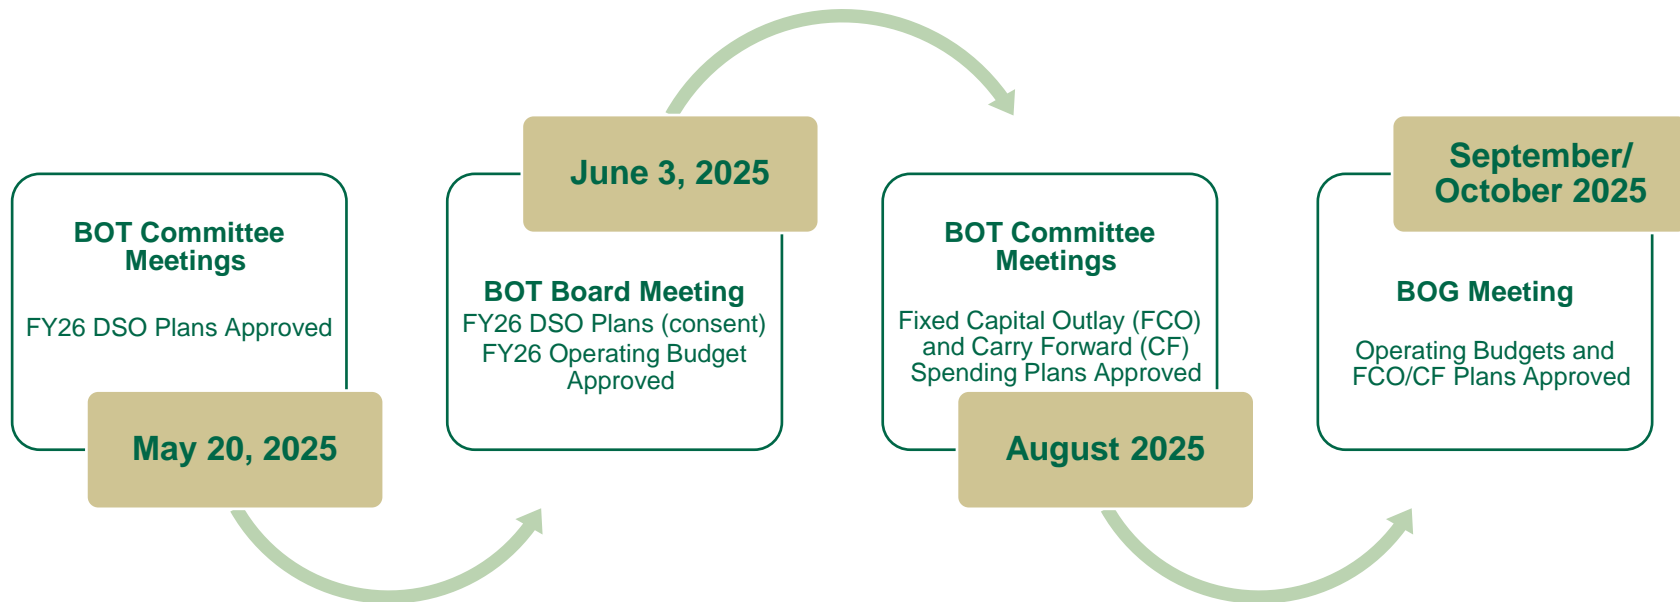 BOT Committee
Meetings
FY26 DSO Plans Approved
May 20, 2025
June 3, 2025
BOT Board Meeting
FY26 DSO Plans (consent)
FY26 Operating Budget
Approved
BOT Committee
Meetings
Fixed Capital Outlay (FCO)
and Carry Forward (CF)
Spending Plans Approved
August 2025
September/
October 2025
BOG Meeting
Operating Budgets and
FCO/CF Plans Approved